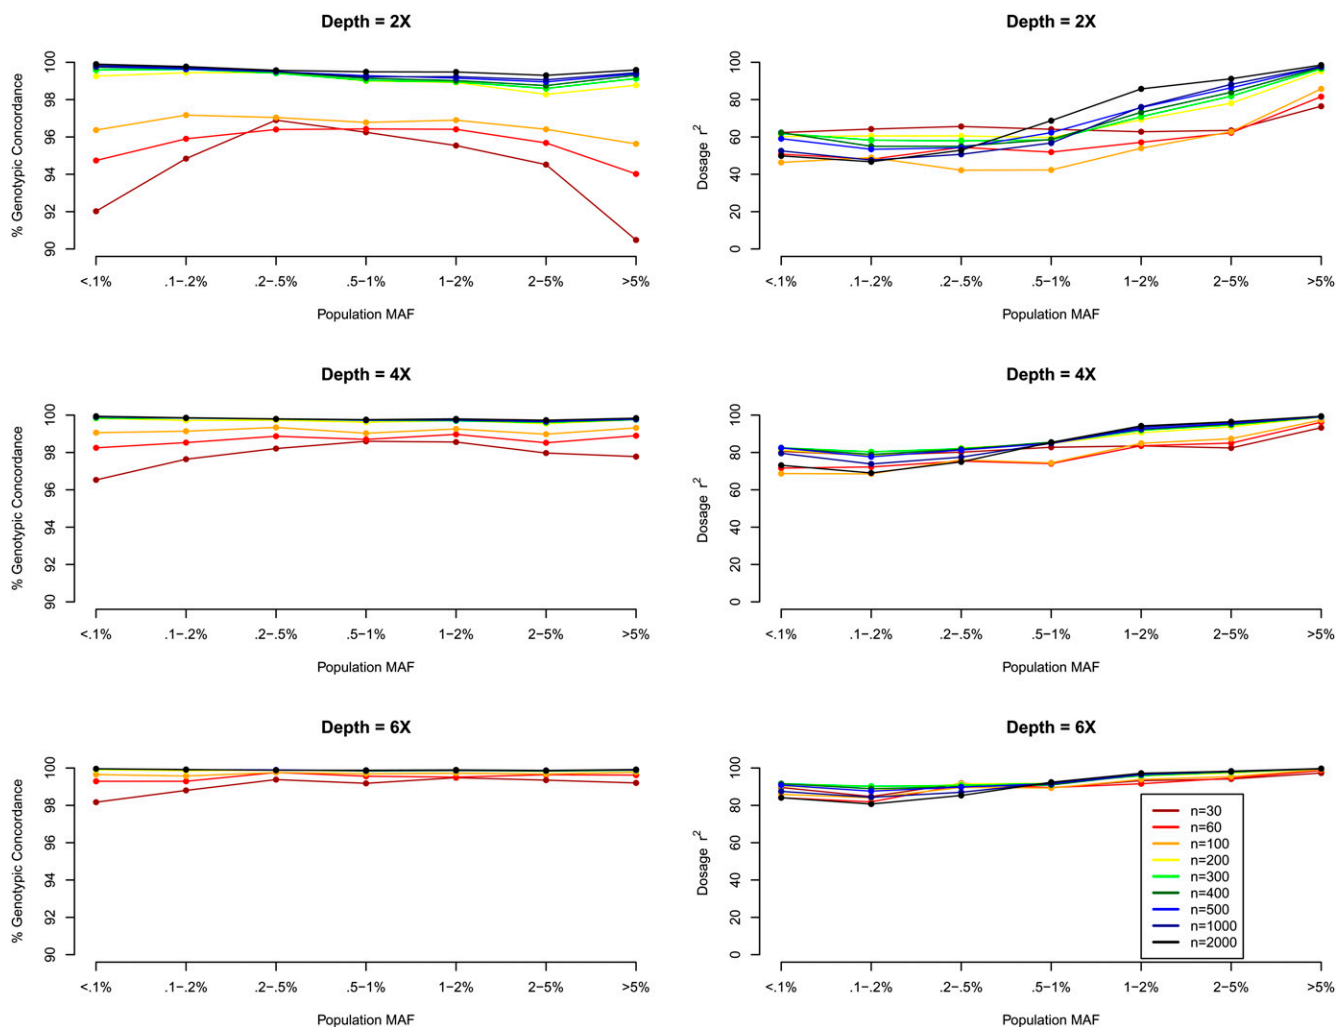 Depth = 2X
% Genotypic Concordance
100
98
96
94
92
90
<.1% .1−.2% .2−.5% .5−1% 1−2% 2−5% >5%
Population MAF
Depth = 2X
Dosage r²
100
80
60
40
20
0
<.1% .1−.2% .2−.5% .5−1% 1−2% 2−5% >5%
Population MAF
Depth = 4X
% Genotypic Concordance
100
98
96
94
92
90
<.1% .1−.2% .2−.5% .5−1% 1−2% 2−5% >5%
Population MAF
Depth = 4X
Dosage r²
100
80
60
40
20
0
<.1% .1−.2% .2−.5% .5−1% 1−2% 2−5% >5%
Population MAF
Depth = 6X
% Genotypic Concordance
100
98
96
94
92
90
<.1% .1−.2% .2−.5% .5−1% 1−2% 2−5% >5%
Population MAF
Depth = 6X
Dosage r²
100
80
60
40
20
0
n=30
n=60
n=100
n=200
n=300
n=400
n=500
n=1000
n=2000
<.1% .1−.2% .2−.5% .5−1% 1−2% 2−5% >5%
Population MAF